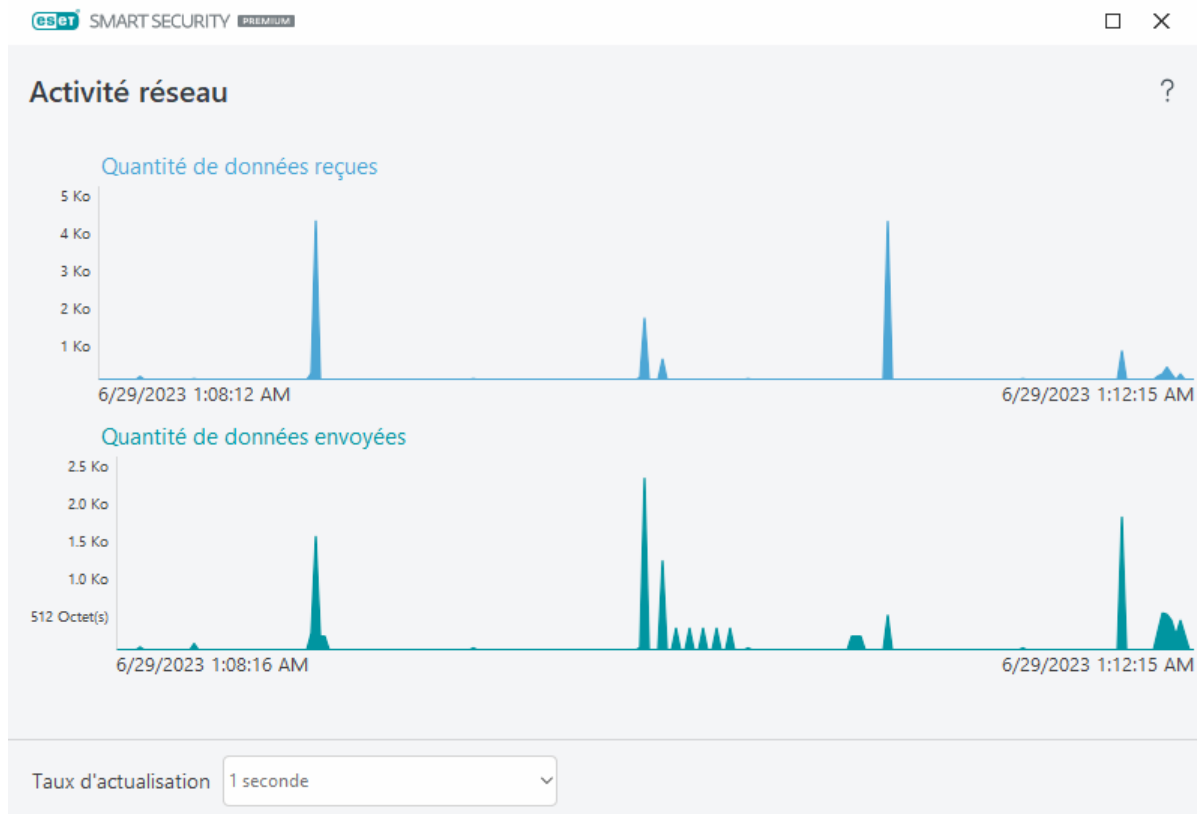 eset SMART SECURITY PREMIUM
Activité réseau
?
Quantité de données reçues
5 Ko
4 Ko
3 Ko
2 Ko
1 Ko
6/29/2023 1:08:12 AM 6/29/2023 1:12:15 AM
Quantité de données envoyées
2.5 Ko
2.0 Ko
1.5 Ko
1.0 Ko
512 Octet(s)
6/29/2023 1:08:16 AM 6/29/2023 1:12:15 AM
Taux d'actualisation 1 seconde